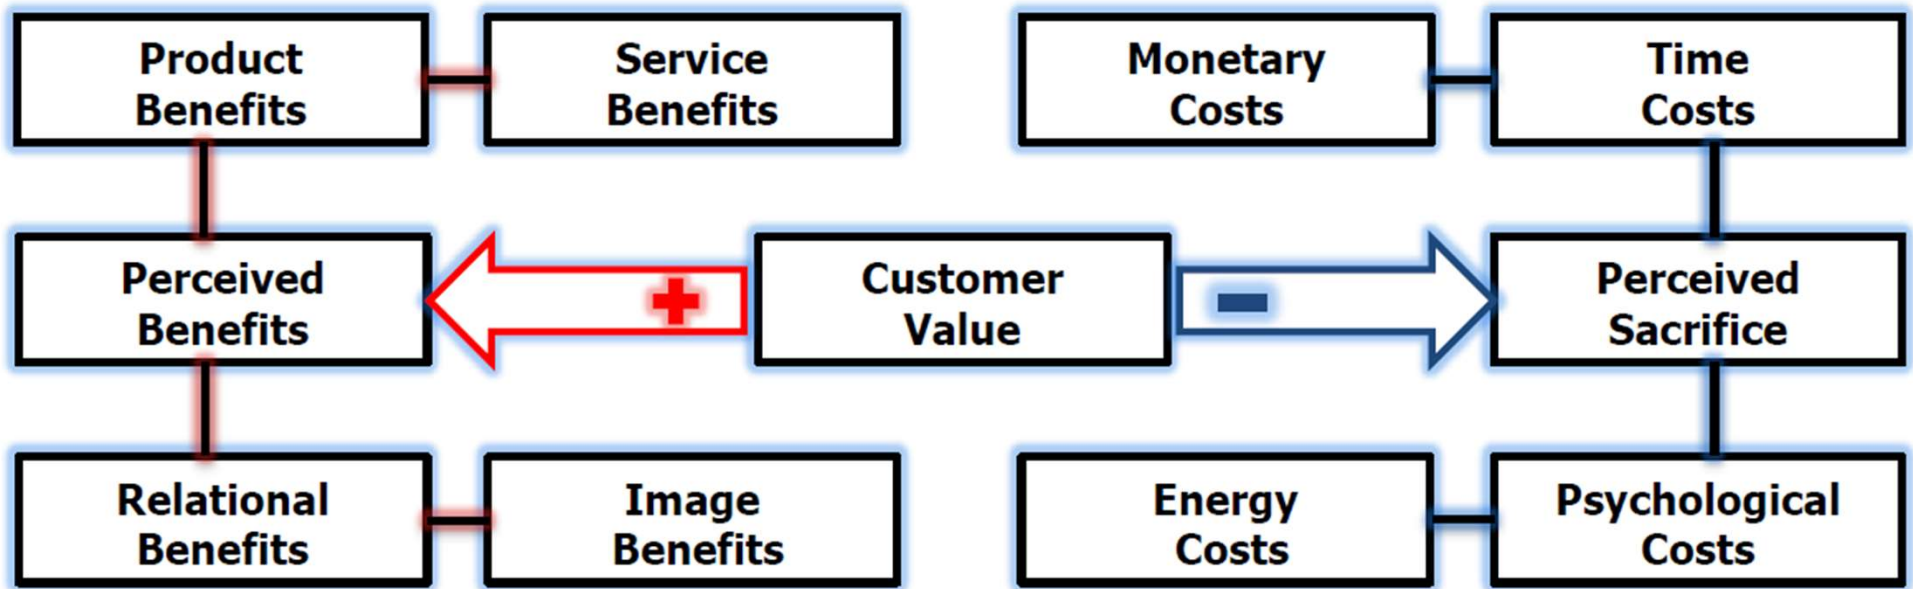 Product
Benefits
Service
Benefits
Monetary
Costs
Time
Costs
Perceived
Benefits
+
Customer
Value
-
Perceived
Sacrifice
Relational
Benefits
Image
Benefits
Energy
Costs
Psychological
Costs